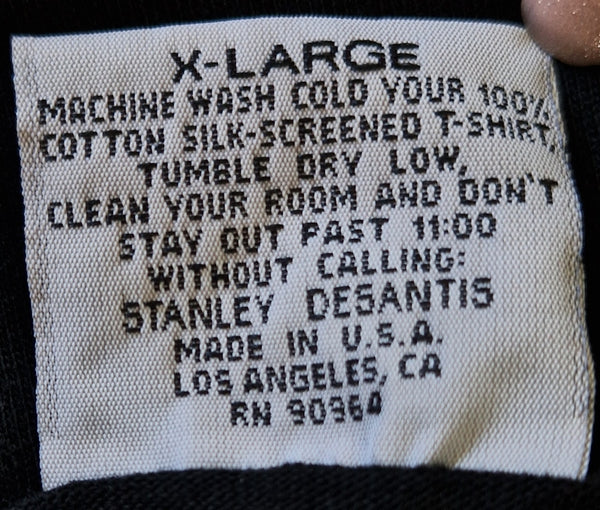 X-LARGE
MACHINE WASH COLD YOUR 100%
COTTON SILK-SCREENED T-SHIRT,
TUMBLE DRY LOW,
CLEAN YOUR ROOM AND DON'T
STAY OUT PAST 11:00
WITHOUT CALLING:
STANLEY DESANTIS
MADE IN U.S.A.
LOS ANGELES, CA
RN 90964